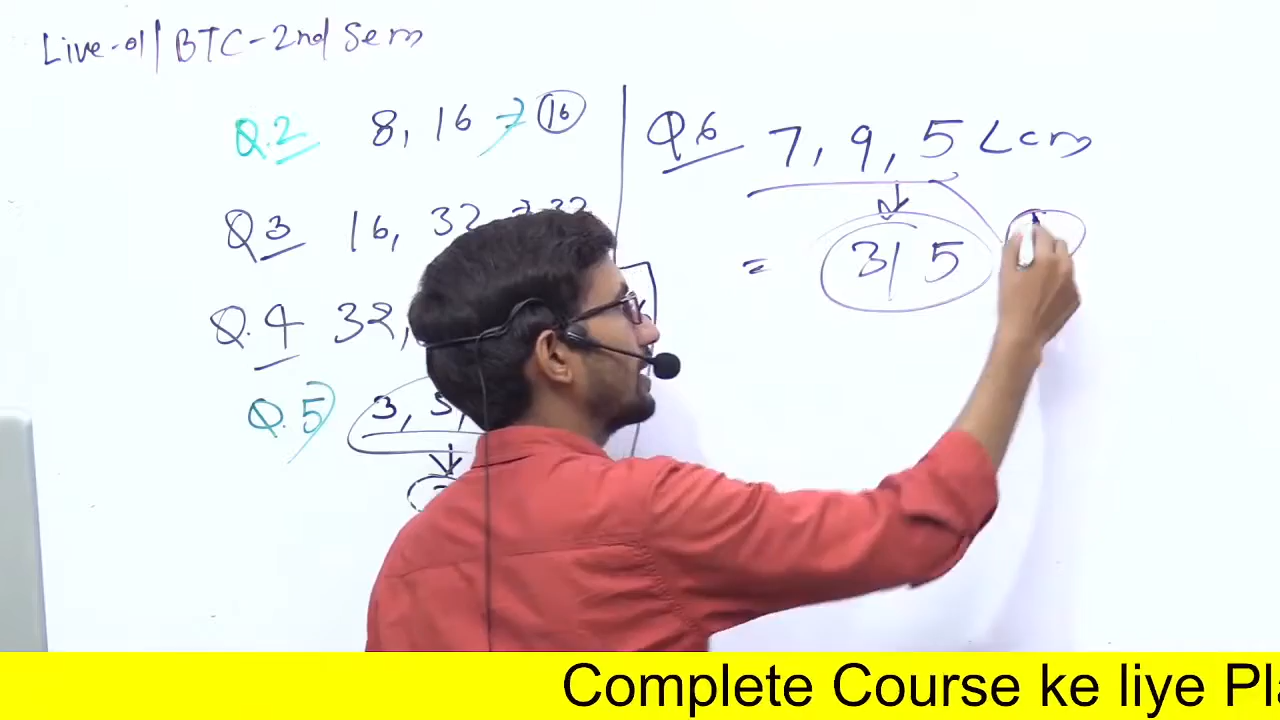 Live-01 | BTC-2nd Sem
Q.2 8, 16 → 16
Q3 16, 32 → 32
Q.4 32,
Q.5 3, 5,
Q.6 7, 9, 5 Lcm
= 3 | 5
Complete Course ke liye Pl